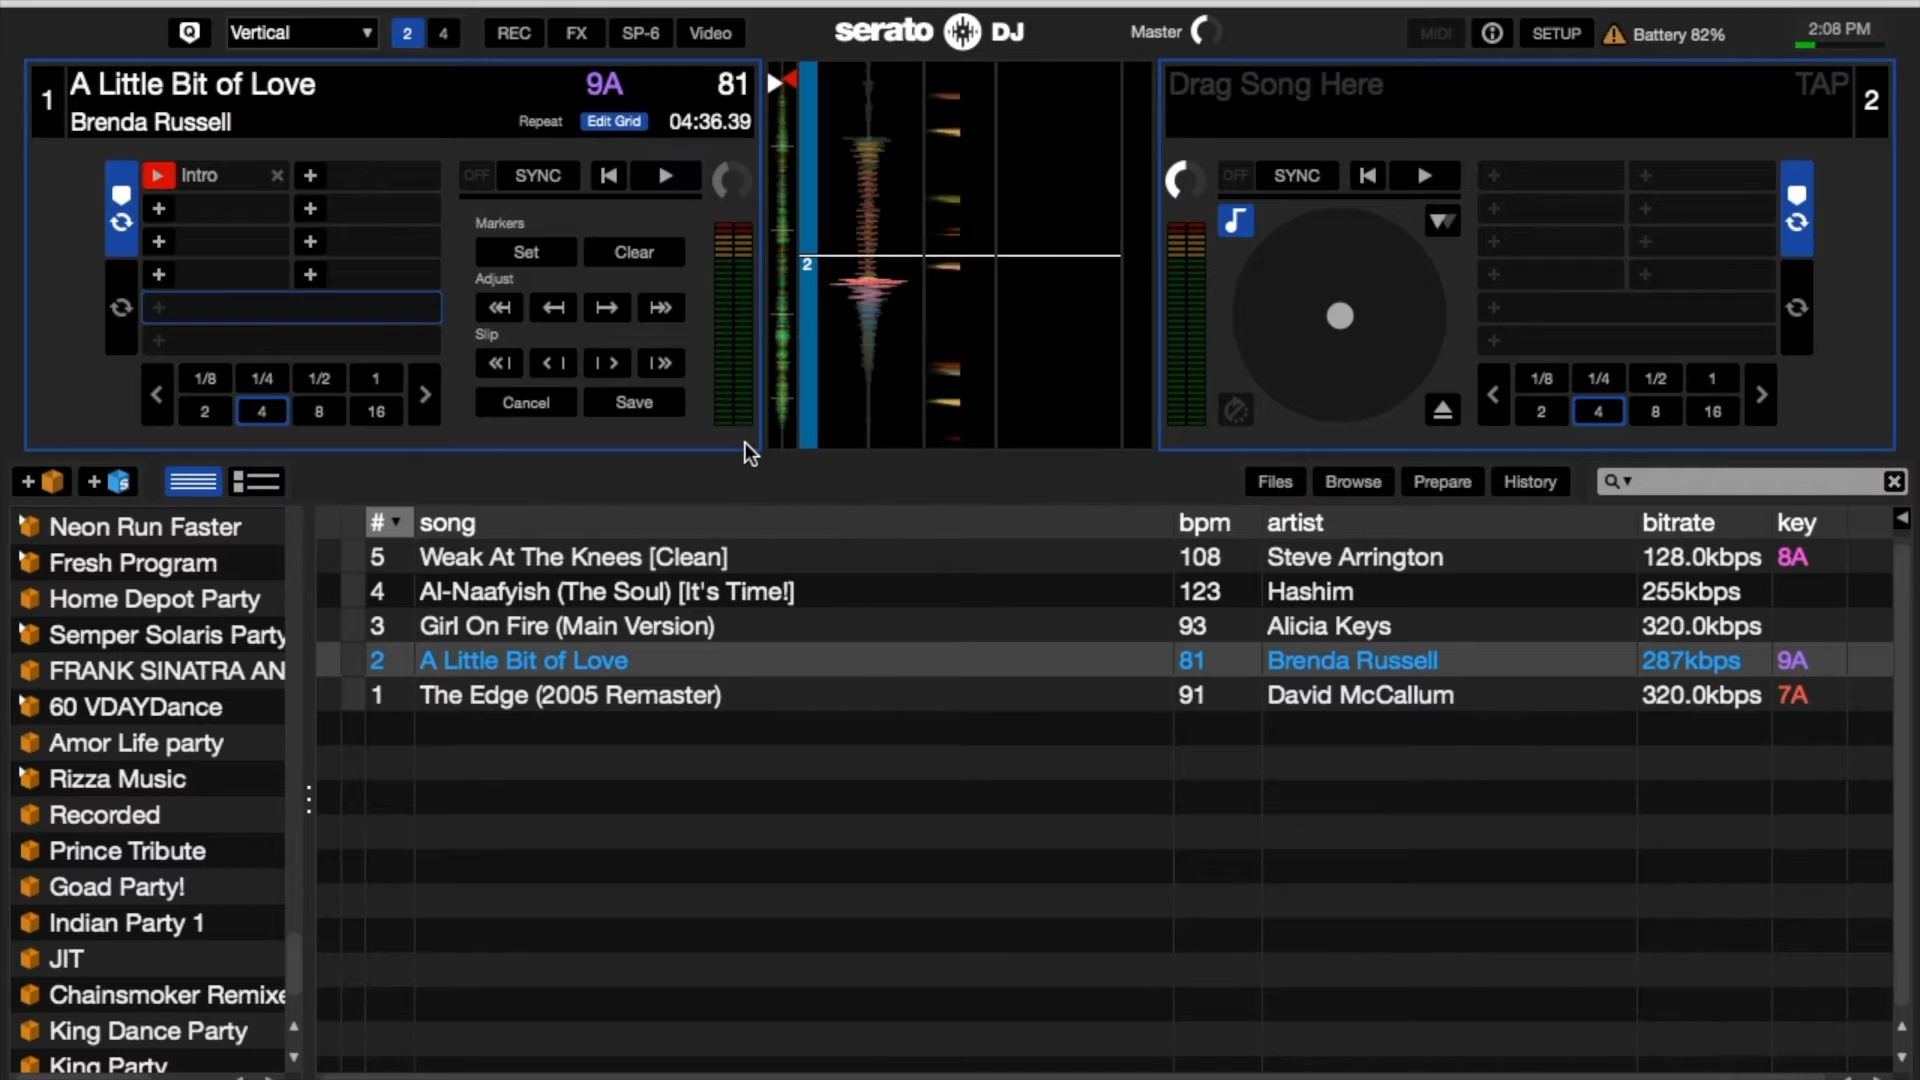 Vertical 2 4 REC FX SP-6 Video serato DJ Master MIDI SETUP Battery 82% 2:08 PM
1 A Little Bit of Love 9A 81
Brenda Russell Repeat Edit Grid 04:36.39
Drag Song Here TAP 2
Intro OFF SYNC
Markers
Set Clear
Adjust
Slip
Cancel Save
1/8 1/4 1/2 1
2 4 8 16
2
OFF SYNC
1/8 1/4 1/2 1
2 4 8 16
Files Browse Prepare History
Neon Run Faster
Fresh Program
Home Depot Party
Semper Solaris Party
FRANK SINATRA AN
60 VDAYDance
Amor Life party
Rizza Music
Recorded
Prince Tribute
Goad Party!
Indian Party 1
JIT
Chainsmoker Remixe
King Dance Party
King Party
# song bpm artist bitrate key
5 Weak At The Knees [Clean] 108 Steve Arrington 128.0kbps 8A
4 Al-Naafyish (The Soul) [It's Time!] 123 Hashim 255kbps
3 Girl On Fire (Main Version) 93 Alicia Keys 320.0kbps
2 A Little Bit of Love 81 Brenda Russell 287kbps 9A
1 The Edge (2005 Remaster) 91 David McCallum 320.0kbps 7A